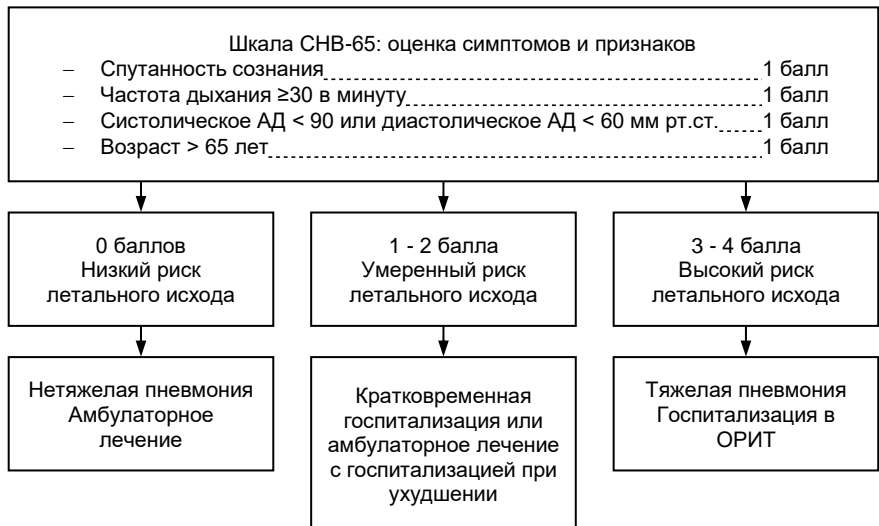 Шкала СНВ-65: оценка симптомов и признаков
– Спутанность сознания 1 балл
– Частота дыхания ≥30 в минуту 1 балл
– Систолическое АД < 90 или диастолическое АД < 60 мм рт.ст. 1 балл
– Возраст > 65 лет 1 балл
0 баллов
Низкий риск
летального исхода
1 - 2 балла
Умеренный риск
летального исхода
3 - 4 балла
Высокий риск
летального исхода
Нетяжелая пневмония
Амбулаторное
лечение
Кратковременная
госпитализация или
амбулаторное лечение
с госпитализацией при
ухудшении
Тяжелая пневмония
Госпитализация в
ОРИТ